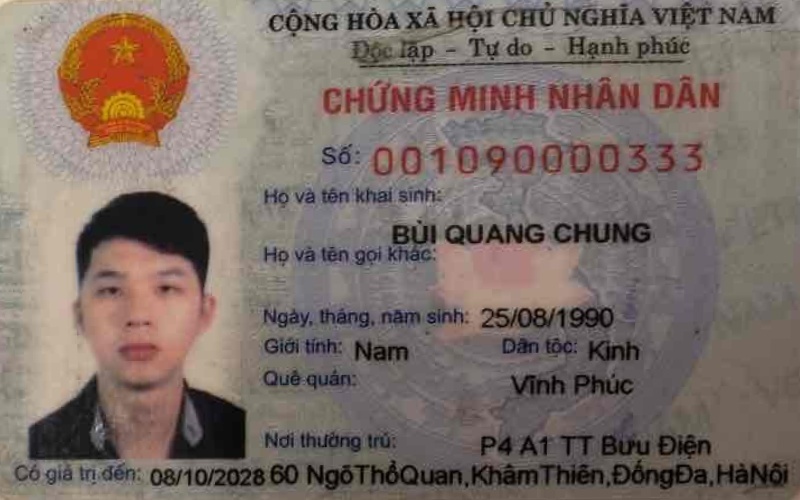 CỘNG HÒA XÃ HỘI CHỦ NGHĨA VIỆT NAM
Độc lập - Tự do - Hạnh phúc
CHỨNG MINH NHÂN DÂN
Số: 001090000333
Họ và tên khai sinh:
BÙI QUANG CHUNG
Họ và tên gọi khác:
Ngày, tháng, năm sinh: 25/08/1990
Giới tính: Nam Dân tộc: Kinh
Quê quán:
Vĩnh Phúc
Nơi thường trú:
P4 A1 TT Bưu Điện
Có giá trị đến: 08/10/2028 60 NgõThổQuan,KhâmThiên,ĐốngĐa,HàNội